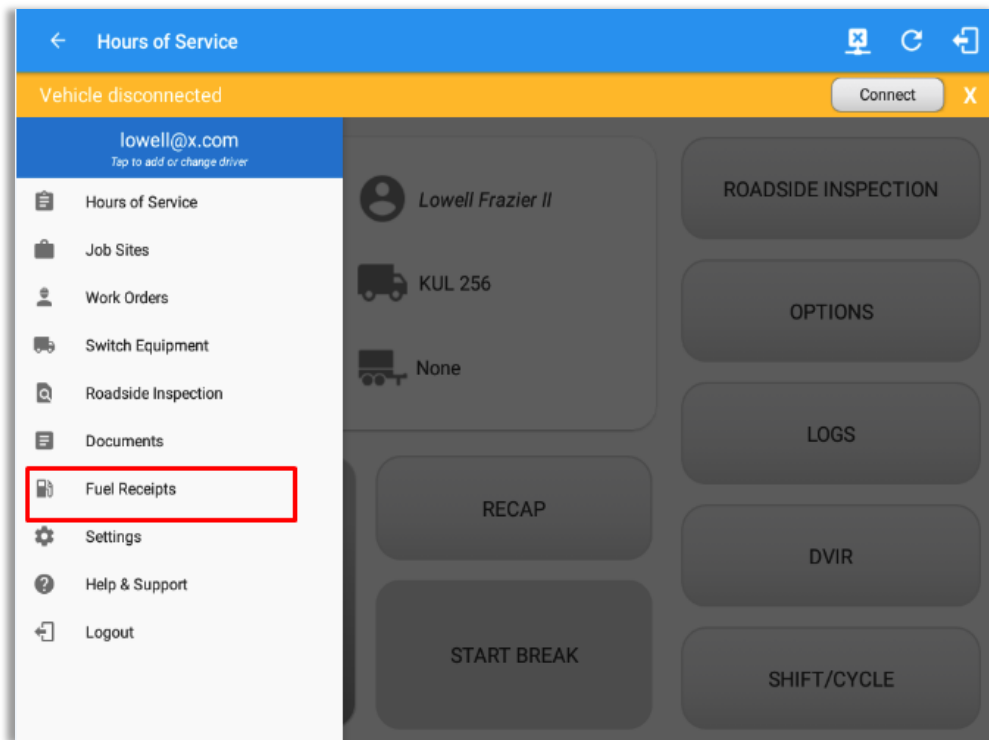 Hours of Service
Vehicle disconnected
Connect
X
lowell@x.com
Tap to add or change driver
Hours of Service
Job Sites
Work Orders
Switch Equipment
Roadside Inspection
Documents
Fuel Receipts
Settings
Help & Support
Logout
Lowell Frazier II
KUL 256
None
RECAP
START BREAK
ROADSIDE INSPECTION
OPTIONS
LOGS
DVIR
SHIFT/CYCLE